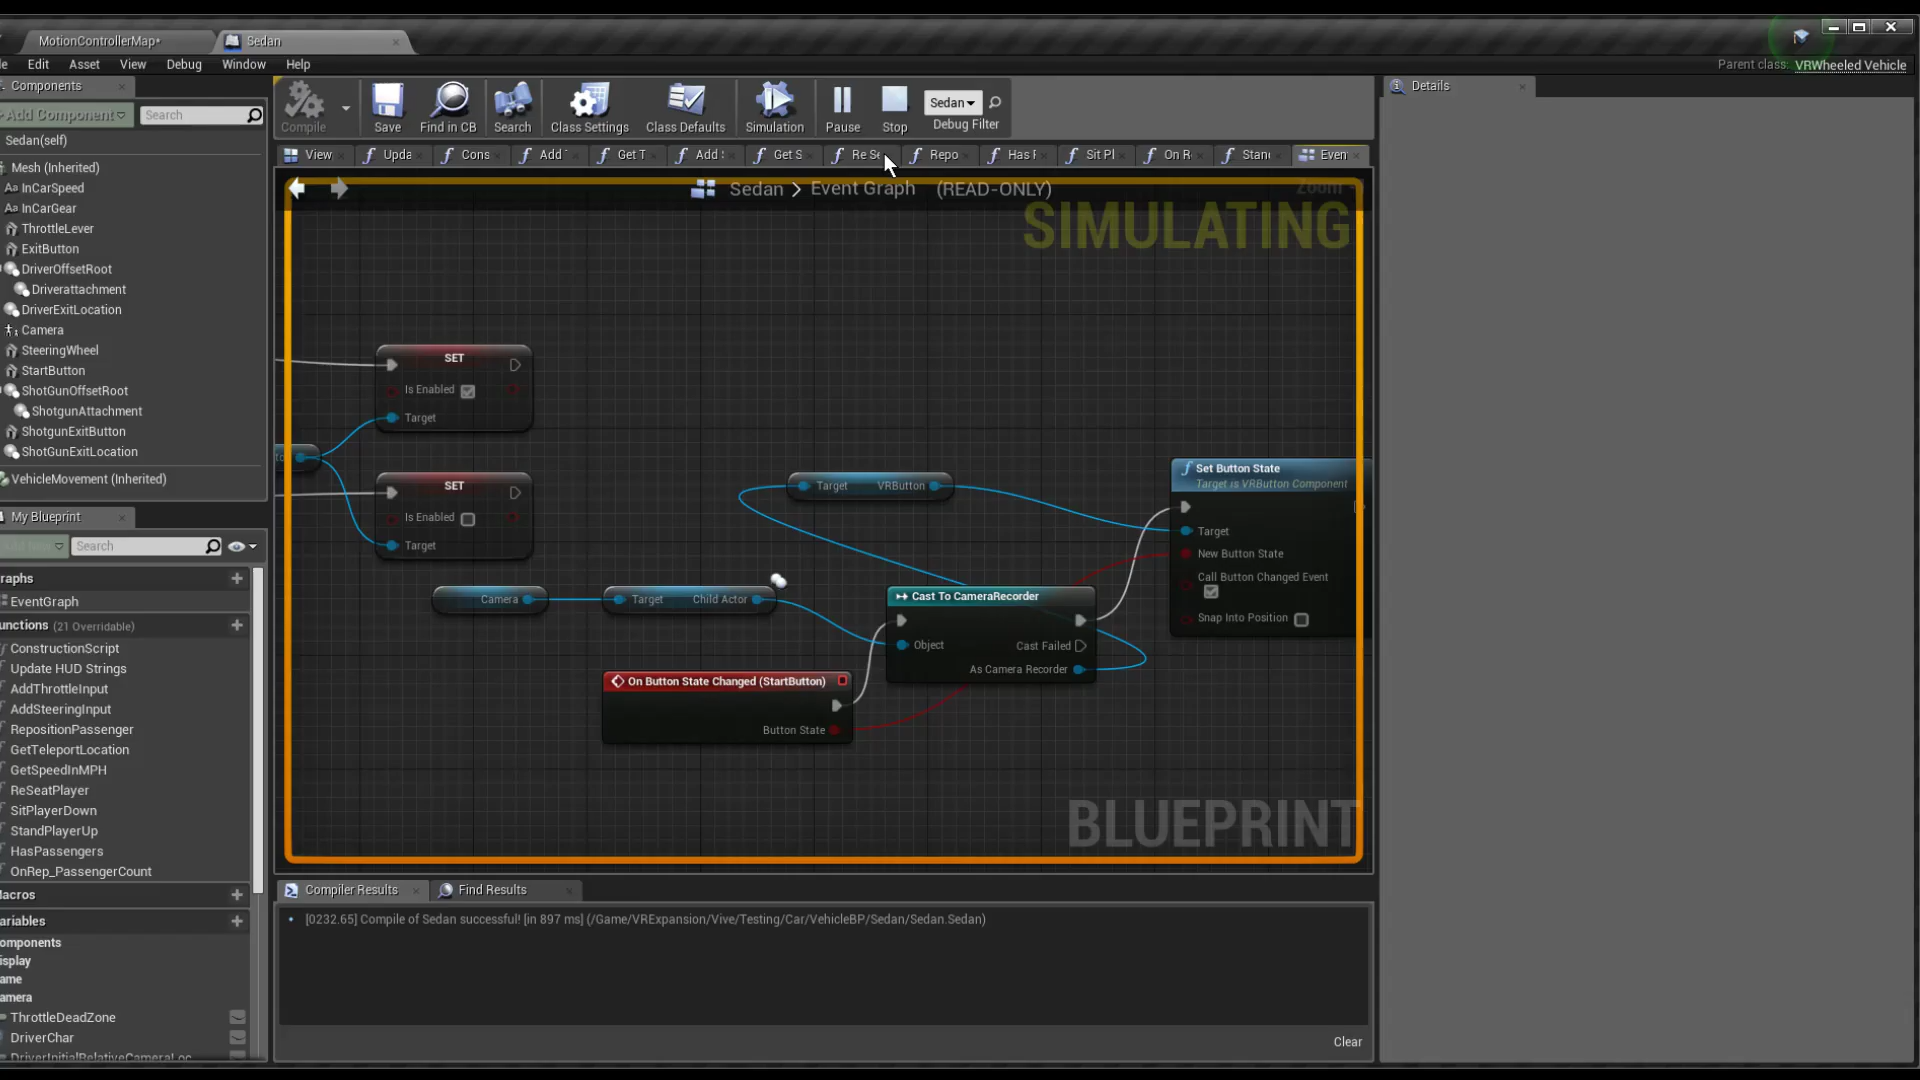 MotionControllerMap*
Sedan
Edit
Asset
View
Debug
Window
Help
Parent class:
VRWheeled Vehicle
Components
Add Component
Search
Sedan(self)
Mesh (Inherited)
InCarSpeed
InCarGear
ThrottleLever
ExitButton
DriverOffsetRoot
Driverattachment
DriverExitLocation
Camera
SteeringWheel
StartButton
ShotGunOffsetRoot
ShotgunAttachment
ShotgunExitButton
ShotGunExitLocation
VehicleMovement (Inherited)
My Blueprint
Search
raphs
EventGraph
unctions (21 Overridable)
ConstructionScript
Update HUD Strings
AddThrottleInput
AddSteeringInput
RepositionPassenger
GetTeleportLocation
GetSpeedInMPH
ReSeatPlayer
SitPlayerDown
StandPlayerUp
HasPassengers
OnRep_PassengerCount
acros
ariables
omponents
isplay
ame
amera
ThrottleDeadZone
DriverChar
DriverInitialRelativeCameraLoc
Compile
Save
Find in CB
Search
Class Settings
Class Defaults
Simulation
Pause
Stop
Sedan
Debug Filter
View
Upda
Cons
Add
Get T
Add
Get S
Re Se
Repo
Has
Sit Pl
On R
Stan
Even
Sedan > Event Graph (READ-ONLY)
Zoom
SIMULATING
SET
Is Enabled
Target
SET
Is Enabled
Target
Target
VRButton
Set Button State
Target is VRButton Component
Target
New Button State
Call Button Changed Event
Snap Into Position
Camera
Target
Child Actor
Cast To CameraRecorder
Object
Cast Failed
As Camera Recorder
On Button State Changed (StartButton)
Button State
BLUEPRINT
Compiler Results
Find Results
[0232.65] Compile of Sedan successful! [in 897 ms] (/Game/VRExpansion/Vive/Testing/Car/VehicleBP/Sedan/Sedan.Sedan)
Clear
Details